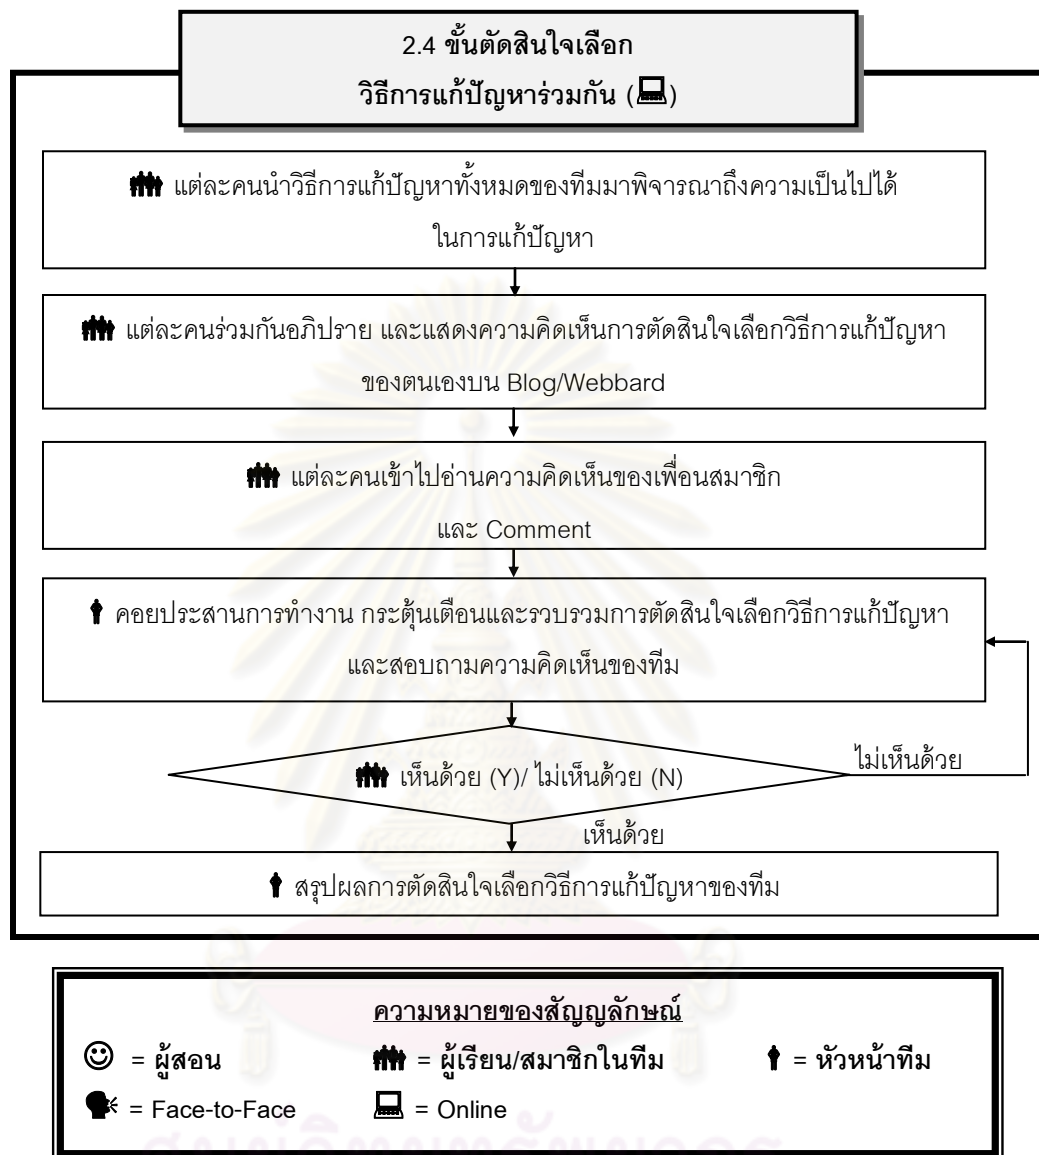 2.4 ขั้นตัดสินใจเลือก
วิธีการแก้ปัญหาร่วมกัน (💻)
แต่ละคนนำวิธีการแก้ปัญหาทั้งหมดของทีมมาพิจารณาถึงความเป็นไปได้
ในการแก้ปัญหา
แต่ละคนร่วมกันอภิปราย และแสดงความคิดเห็นการตัดสินใจเลือกวิธีการแก้ปัญหา
ของตนเองบน Blog/Webbard
แต่ละคนเข้าไปอ่านความคิดเห็นของเพื่อนสมาชิก
และ Comment
คอยประสานการทำงาน กระตุ้นเตือนและรวบรวมการตัดสินใจเลือกวิธีการแก้ปัญหา
และสอบถามความคิดเห็นของทีม
เห็นด้วย (Y)/ ไม่เห็นด้วย (N)
ไม่เห็นด้วย
เห็นด้วย
สรุปผลการตัดสินใจเลือกวิธีการแก้ปัญหาของทีม
ความหมายของสัญญลักษณ์
☺ = ผู้สอน = ผู้เรียน/สมาชิกในทีม = หัวหน้าทีม
= Face-to-Face 💻 = Online